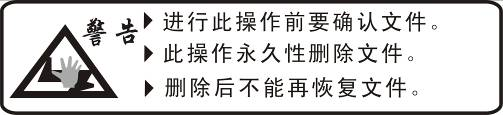 警告
进行此操作前要确认文件。
此操作永久性删除文件。
删除后不能再恢复文件。